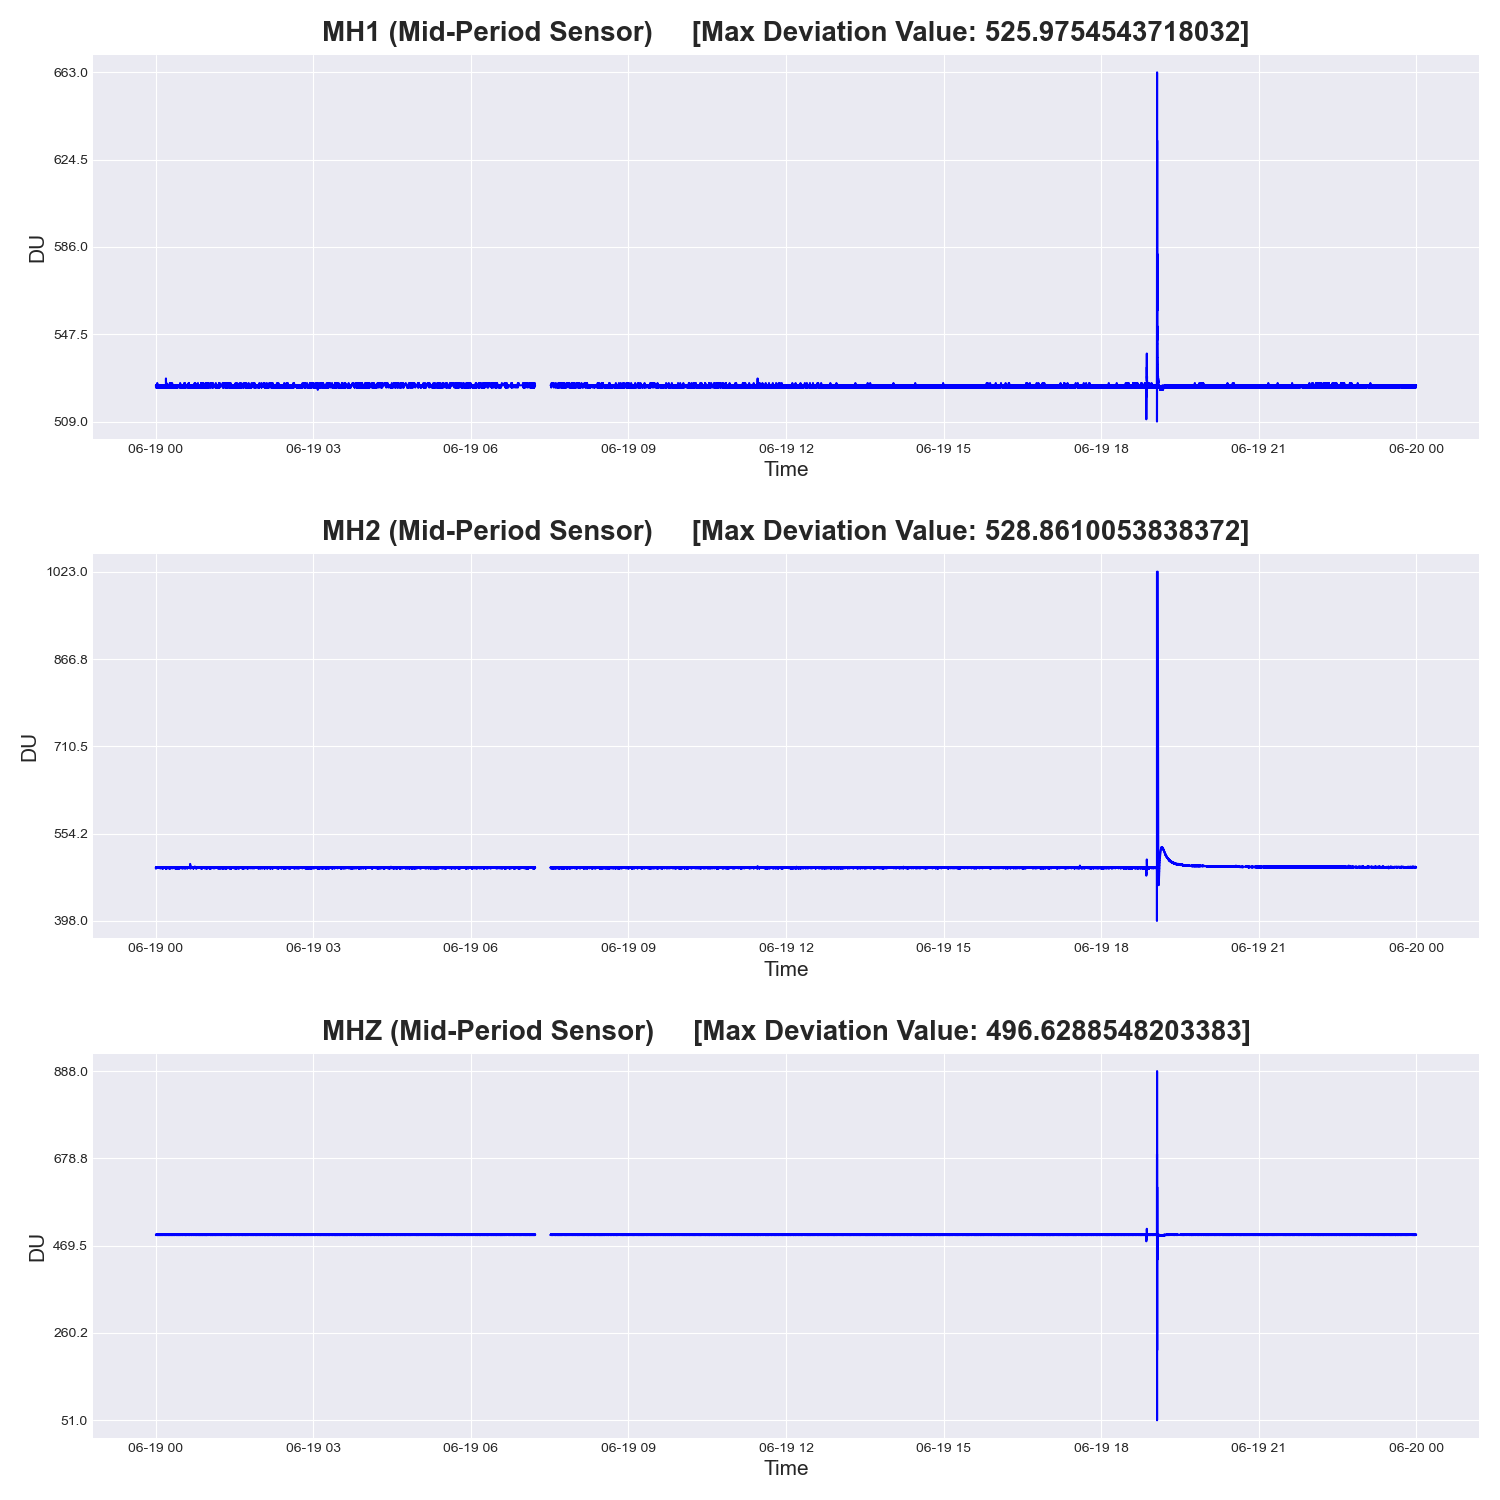 MH1 (Mid-Period Sensor) [Max Deviation Value: 525.9754543718032]
663.0
624.5
586.0
547.5
509.0
DU
06-19 00 06-19 03 06-19 06 06-19 09 06-19 12 06-19 15 06-19 18 06-19 21 06-20 00
Time
MH2 (Mid-Period Sensor) [Max Deviation Value: 528.8610053838372]
1023.0
866.8
710.5
554.2
398.0
DU
06-19 00 06-19 03 06-19 06 06-19 09 06-19 12 06-19 15 06-19 18 06-19 21 06-20 00
Time
MHZ (Mid-Period Sensor) [Max Deviation Value: 496.6288548203383]
888.0
678.8
469.5
260.2
51.0
DU
06-19 00 06-19 03 06-19 06 06-19 09 06-19 12 06-19 15 06-19 18 06-19 21 06-20 00
Time